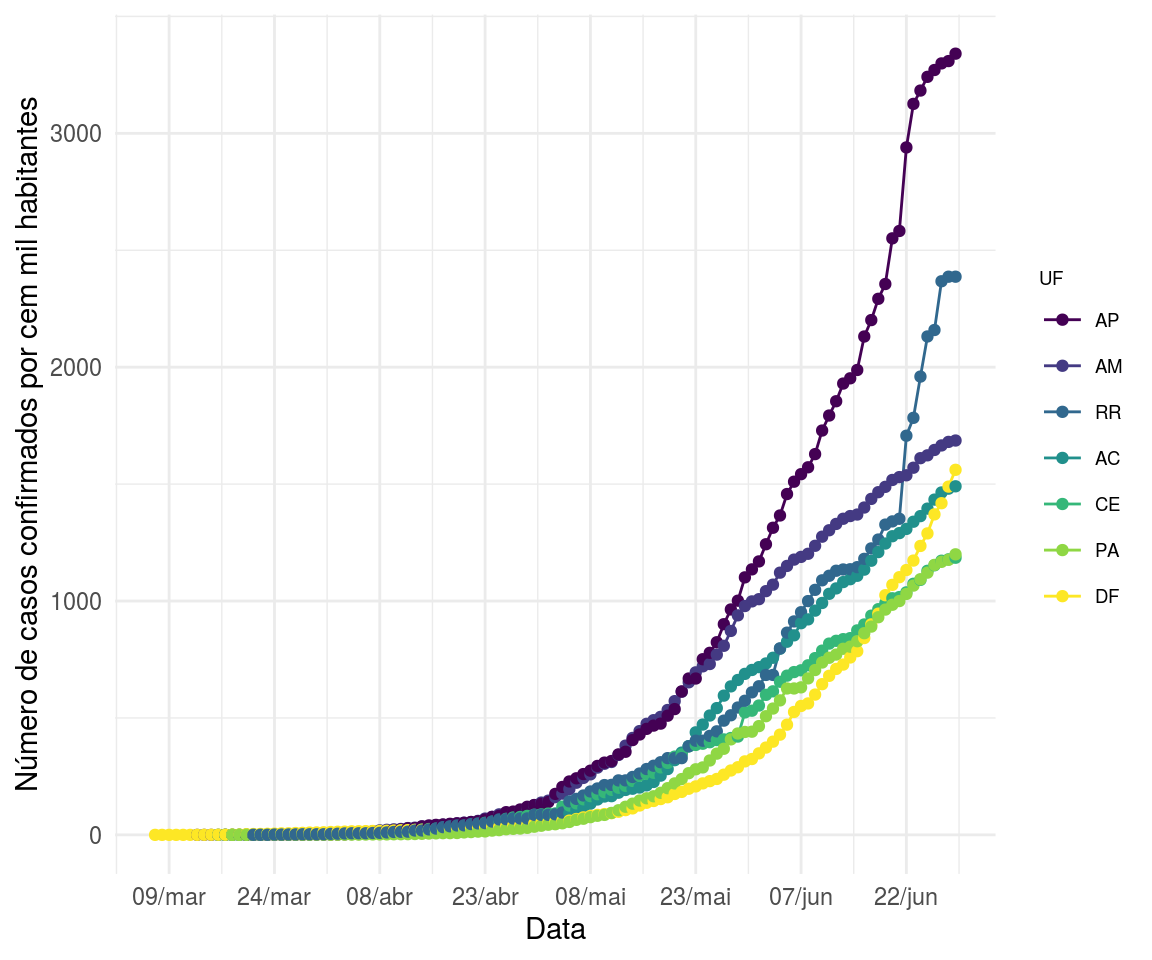 Número de casos confirmados por cem mil habitantes
3000
2000
1000
0
09/mar 24/mar 08/abr 23/abr 08/mai 23/mai 07/jun 22/jun
Data
UF
AP
AM
RR
AC
CE
PA
DF